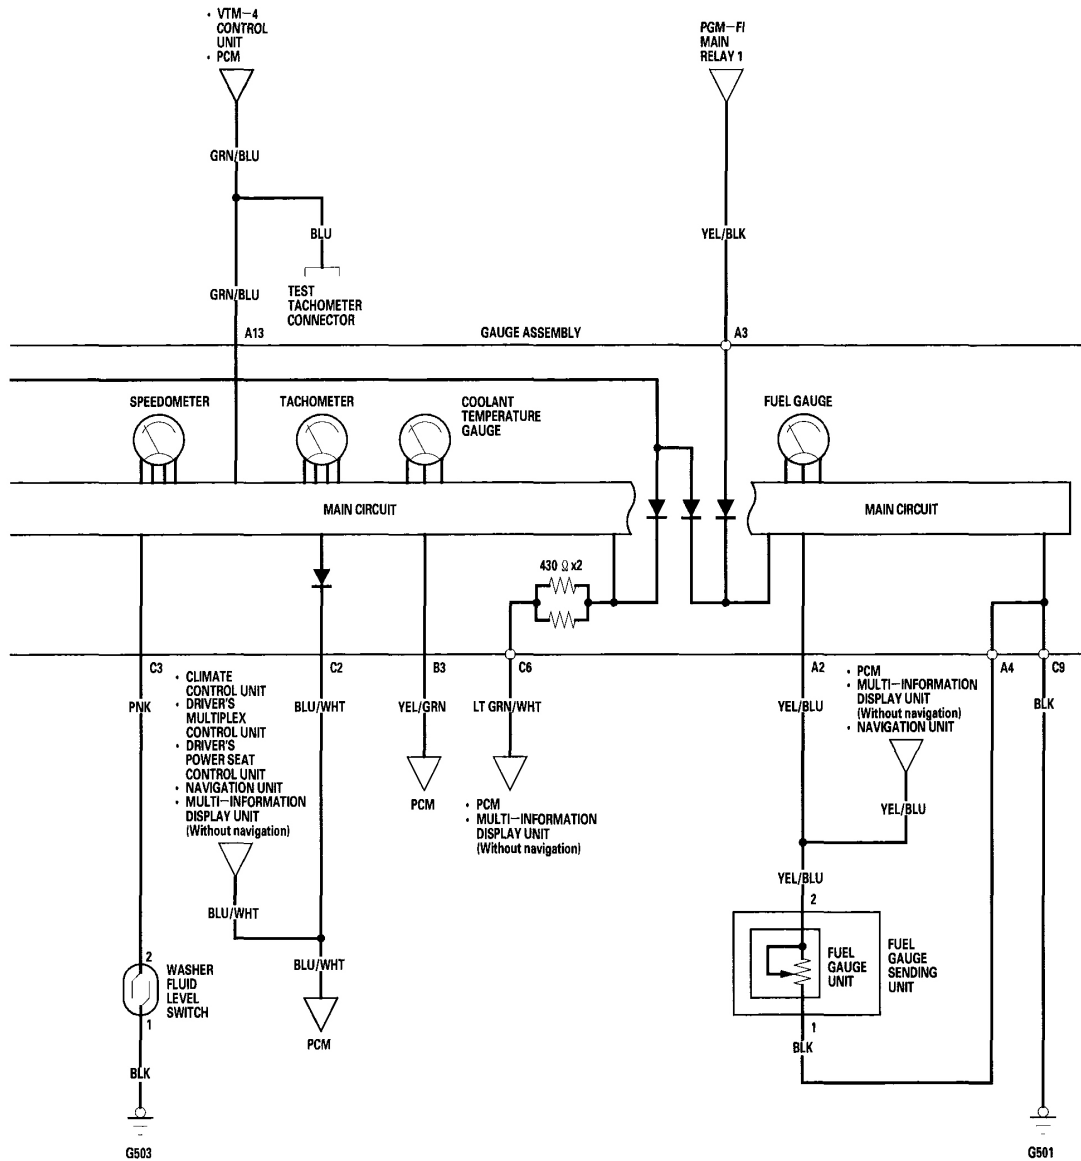 • VTM–4
CONTROL
UNIT
• PCM
PGM–FI
MAIN
RELAY 1
GRN/BLU
BLU
YEL/BLK
GRN/BLU
TEST
TACHOMETER
CONNECTOR
A13
GAUGE ASSEMBLY
A3
SPEEDOMETER
TACHOMETER
COOLANT
TEMPERATURE
GAUGE
FUEL GAUGE
MAIN CIRCUIT
MAIN CIRCUIT
430 Ω x2
C3
C2
B3
C6
A2
A4
C9
• CLIMATE
CONTROL UNIT
• DRIVER'S
MULTIPLEX
CONTROL UNIT
• DRIVER'S
POWER SEAT
CONTROL UNIT
• NAVIGATION UNIT
• MULTI–INFORMATION
DISPLAY UNIT
(Without navigation)
PNK
BLU/WHT
YEL/GRN
LT GRN/WHT
YEL/BLU
• PCM
• MULTI–INFORMATION
DISPLAY UNIT
(Without navigation)
• NAVIGATION UNIT
BLK
PCM
• PCM
• MULTI–INFORMATION
DISPLAY UNIT
(Without navigation)
YEL/BLU
YEL/BLU
BLU/WHT
2
BLU/WHT
2
WASHER
FLUID
LEVEL
SWITCH
1
FUEL
GAUGE
UNIT
FUEL
GAUGE
SENDING
UNIT
1
BLK
PCM
BLK
G503
G501